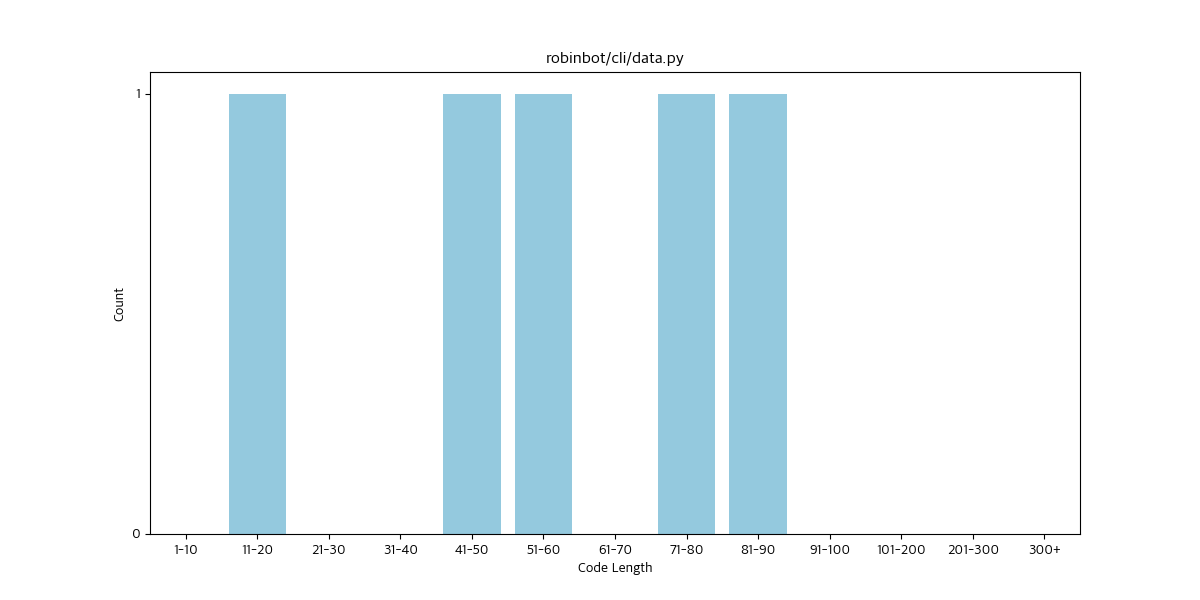 robinbot/cli/data.py
1
Count
0
1-10 11-20 21-30 31-40 41-50 51-60 61-70 71-80 81-90 91-100 101-200 201-300 300+
Code Length